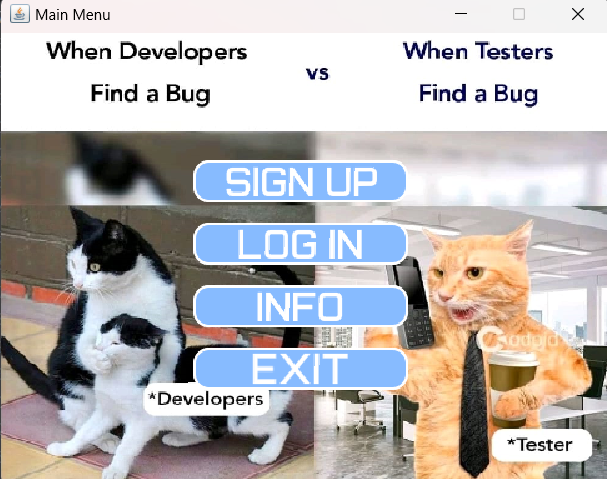 Main Menu
When Developers
Find a Bug
vs
When Testers
Find a Bug
SIGN UP
LOG IN
INFO
EXIT
*Developers
*Tester